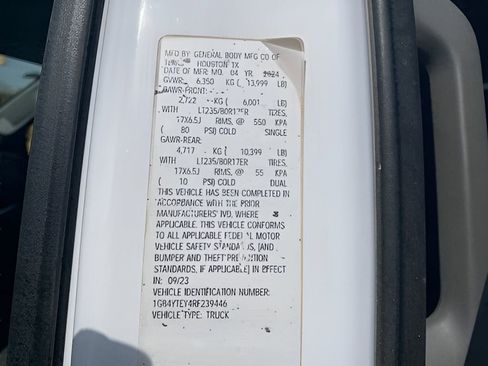 MFD BY: GENERAL BODY MFG CO OF
HOUSTON TX
DATE OF MFR: MO. 04 YR. 2024
GVWR: 6,350 KG ( 13,999 LB)
GAWR-FRONT:
2,722 KG ( 6,001 LB)
WITH LT235/80R17ER TIRES,
17X6.5J RIMS, @ 550 KPA
( 80 PSI) COLD SINGLE
GAWR-REAR:
4,717 KG ( 10,399 LB)
WITH LT235/80R17ER TIRES,
17X6.5J RIMS, @ 55 KPA
( 10 PSI) COLD DUAL
THIS VEHICLE HAS BEEN COMPLETED IN
ACCORDANCE WITH THE PRIOR
MANUFACTURERS' IVD, WHERE
APPLICABLE. THIS VEHICLE CONFORMS
TO ALL APPLICABLE FEDERAL MOTOR
VEHICLE SAFETY STANDARDS, [AND
BUMPER AND THEFT PREVENTION
STANDARDS, IF APPLICABLE] IN EFFECT
IN: 09/23
VEHICLE IDENTIFICATION NUMBER:
1GB4YTEY4RF239446
VEHICLE TYPE: TRUCK